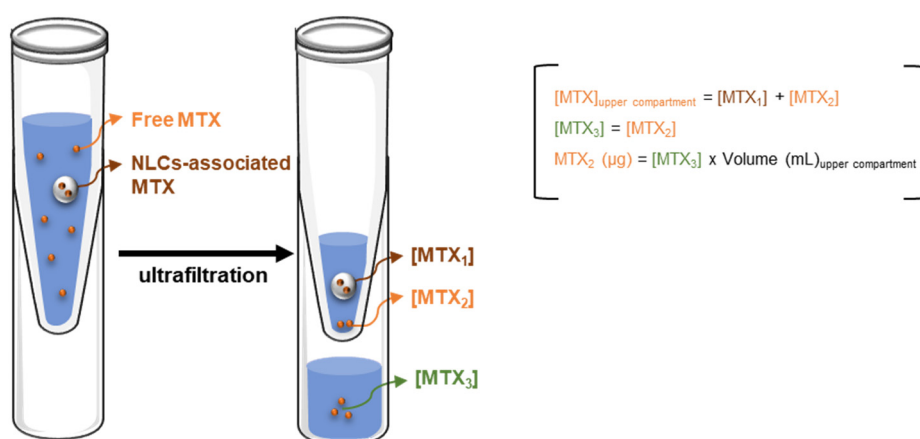 Free MTX
NLCs-associated
MTX
ultrafiltration
[MTX₁]
[MTX₂]
[MTX₃]
[MTX]upper compartment = [MTX₁] + [MTX₂]
[MTX₃] = [MTX₂]
MTX₂ (µg) = [MTX₃] x Volume (mL)upper compartment